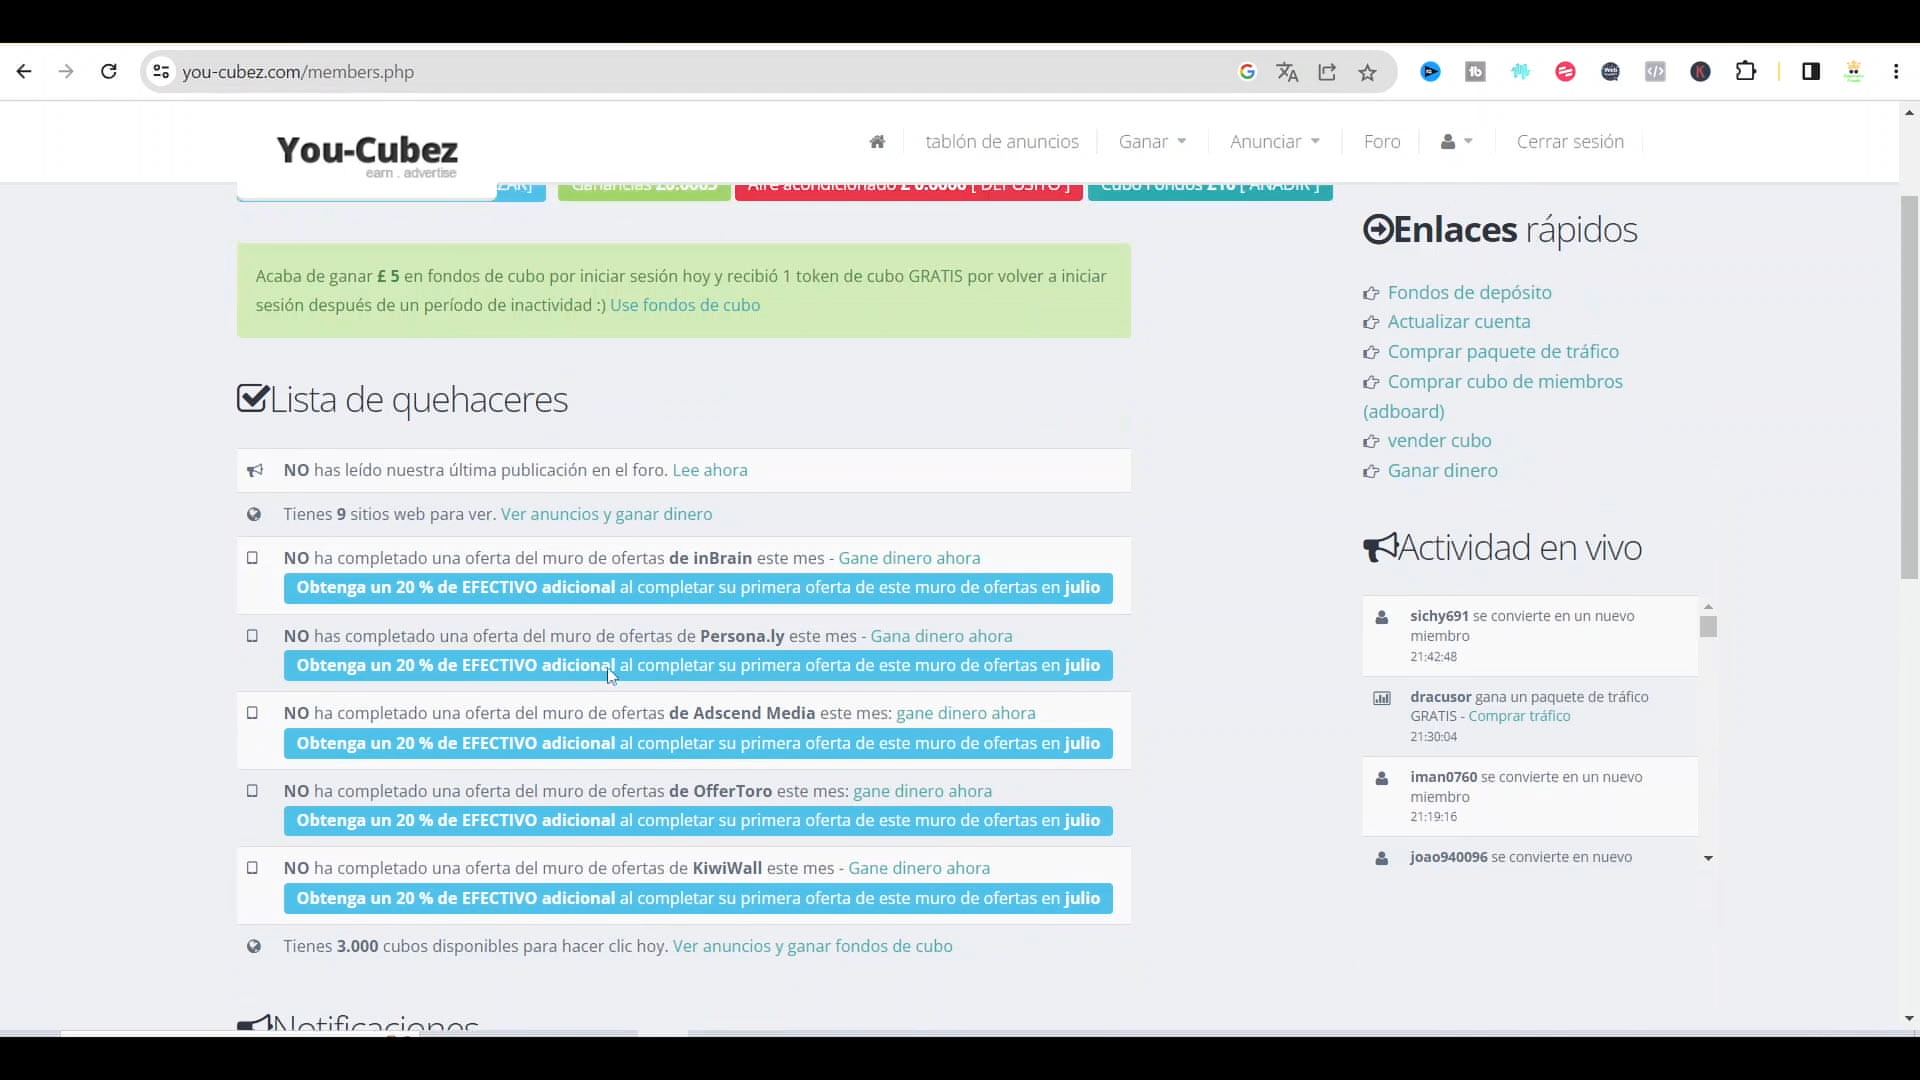 you-cubez.com/members.php
You-Cubez
earn . advertise
tablón de anuncios
Ganar
Anunciar
Foro
Cerrar sesión
Ganancias
Aire acondicionado £ 0.0000 [ DEPÓSITO ]
Cubo Fondos £10 [ AÑADIR ]
Acaba de ganar £ 5 en fondos de cubo por iniciar sesión hoy y recibió 1 token de cubo GRATIS por volver a iniciar
sesión después de un período de inactividad :) Use fondos de cubo
Lista de quehaceres
NO has leído nuestra última publicación en el foro. Lee ahora
Tienes 9 sitios web para ver. Ver anuncios y ganar dinero
NO ha completado una oferta del muro de ofertas de inBrain este mes - Gane dinero ahora
Obtenga un 20 % de EFECTIVO adicional al completar su primera oferta de este muro de ofertas en julio
NO has completado una oferta del muro de ofertas de Persona.ly este mes - Gana dinero ahora
Obtenga un 20 % de EFECTIVO adicional al completar su primera oferta de este muro de ofertas en julio
NO ha completado una oferta del muro de ofertas de Adscend Media este mes: gane dinero ahora
Obtenga un 20 % de EFECTIVO adicional al completar su primera oferta de este muro de ofertas en julio
NO ha completado una oferta del muro de ofertas de OfferToro este mes: gane dinero ahora
Obtenga un 20 % de EFECTIVO adicional al completar su primera oferta de este muro de ofertas en julio
NO ha completado una oferta del muro de ofertas de KiwiWall este mes - Gane dinero ahora
Obtenga un 20 % de EFECTIVO adicional al completar su primera oferta de este muro de ofertas en julio
Tienes 3.000 cubos disponibles para hacer clic hoy. Ver anuncios y ganar fondos de cubo
Notificaciones
Enlaces rápidos
Fondos de depósito
Actualizar cuenta
Comprar paquete de tráfico
Comprar cubo de miembros
(adboard)
vender cubo
Ganar dinero
Actividad en vivo
sichy691 se convierte en un nuevo
miembro
21:42:48
dracusor gana un paquete de tráfico
GRATIS - Comprar tráfico
21:30:04
iman0760 se convierte en un nuevo
miembro
21:19:16
joao940096 se convierte en nuevo